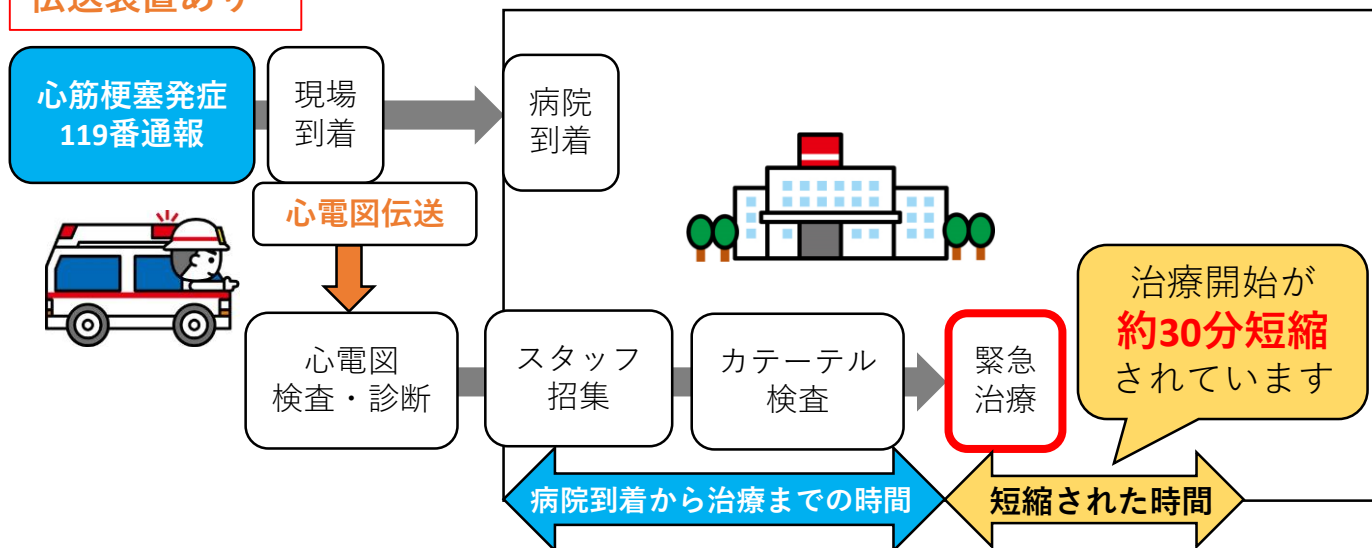 伝送装置あり
心筋梗塞発症
119番通報
現場
到着
病院
到着
心電図伝送
心電図
検査・診断
スタッフ
招集
カテーテル
検査
緊急
治療
治療開始が
約30分短縮
されています
病院到着から治療までの時間
短縮された時間